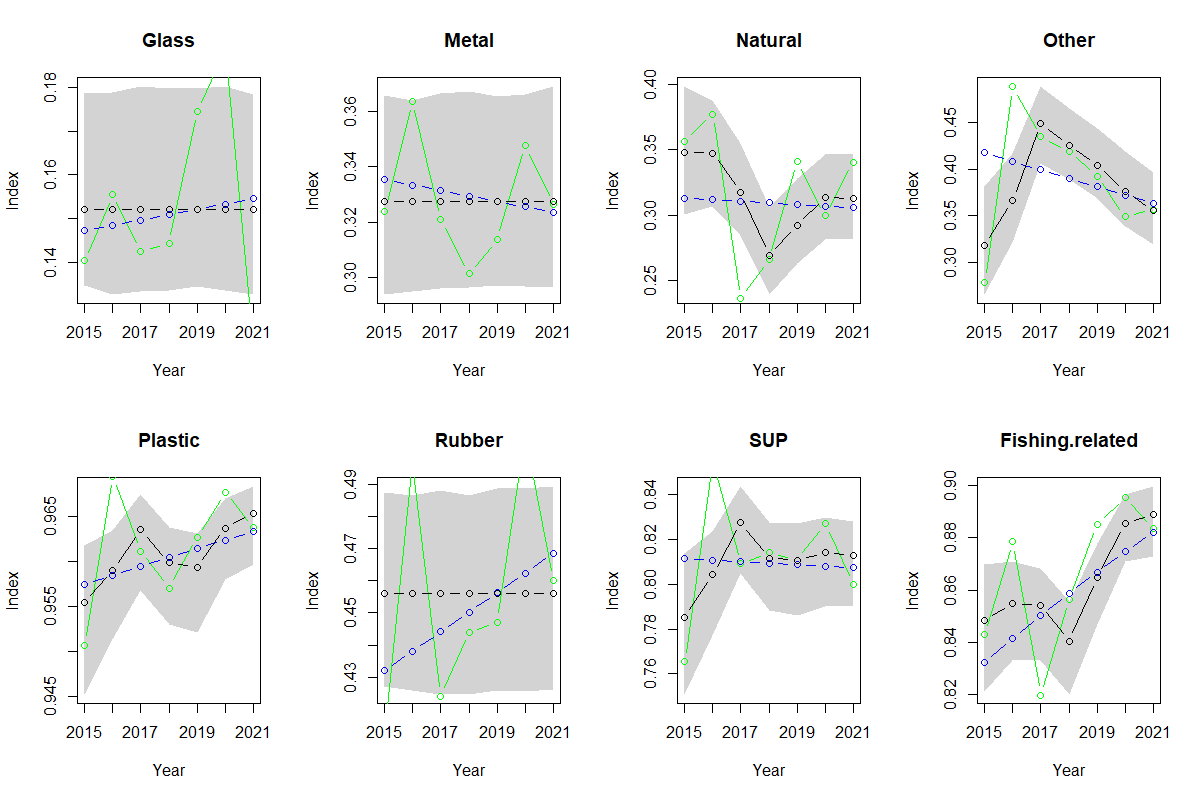 Glass
Index
0.14
0.16
0.18
2015 2017 2019 2021
Year
Metal
Index
0.30
0.32
0.34
0.36
2015 2017 2019 2021
Year
Natural
Index
0.25
0.30
0.35
0.40
2015 2017 2019 2021
Year
Other
Index
0.30
0.35
0.40
0.45
2015 2017 2019 2021
Year
Plastic
Index
0.945
0.955
0.965
2015 2017 2019 2021
Year
Rubber
Index
0.43
0.45
0.47
0.49
2015 2017 2019 2021
Year
SUP
Index
0.76
0.78
0.80
0.82
0.84
2015 2017 2019 2021
Year
Fishing.related
Index
0.82
0.84
0.86
0.88
0.90
2015 2017 2019 2021
Year